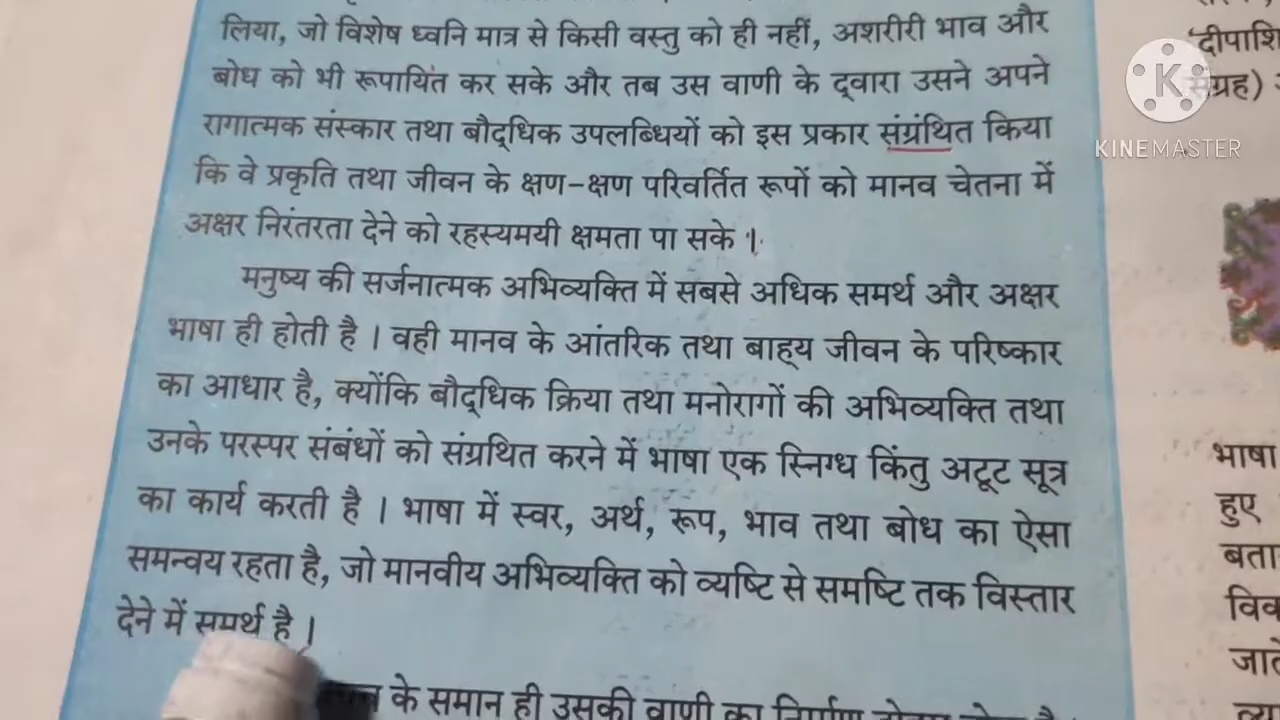 लिया, जो विशेष ध्वनि मात्र से किसी वस्तु को ही नहीं, अशरीरी भाव और
बोध को भी रूपायित कर सके और तब उस वाणी के द्वारा उसने अपने
रागात्मक संस्कार तथा बौद्धिक उपलब्धियों को इस प्रकार संग्रंथित किया
कि वे प्रकृति तथा जीवन के क्षण-क्षण परिवर्तित रूपों को मानव चेतना में
अक्षर निरंतरता देने को रहस्यमयी क्षमता पा सके ।
मनुष्य की सर्जनात्मक अभिव्यक्ति में सबसे अधिक समर्थ और अक्षर
भाषा ही होती है । वही मानव के आंतरिक तथा बाह्य जीवन के परिष्कार
का आधार है, क्योंकि बौद्धिक क्रिया तथा मनोरागों की अभिव्यक्ति तथा
उनके परस्पर संबंधों को संग्रथित करने में भाषा एक स्निग्ध किंतु अटूट सूत्र
का कार्य करती है । भाषा में स्वर, अर्थ, रूप, भाव तथा बोध का ऐसा
समन्वय रहता है, जो मानवीय अभिव्यक्ति को व्यष्टि से समष्टि तक विस्तार
देने में समर्थ है ।
के समान ही उसकी वाणी का निर्माण
संग्रह)
भाषा
हुए
बता
विक
जाते
K
KINEMASTER